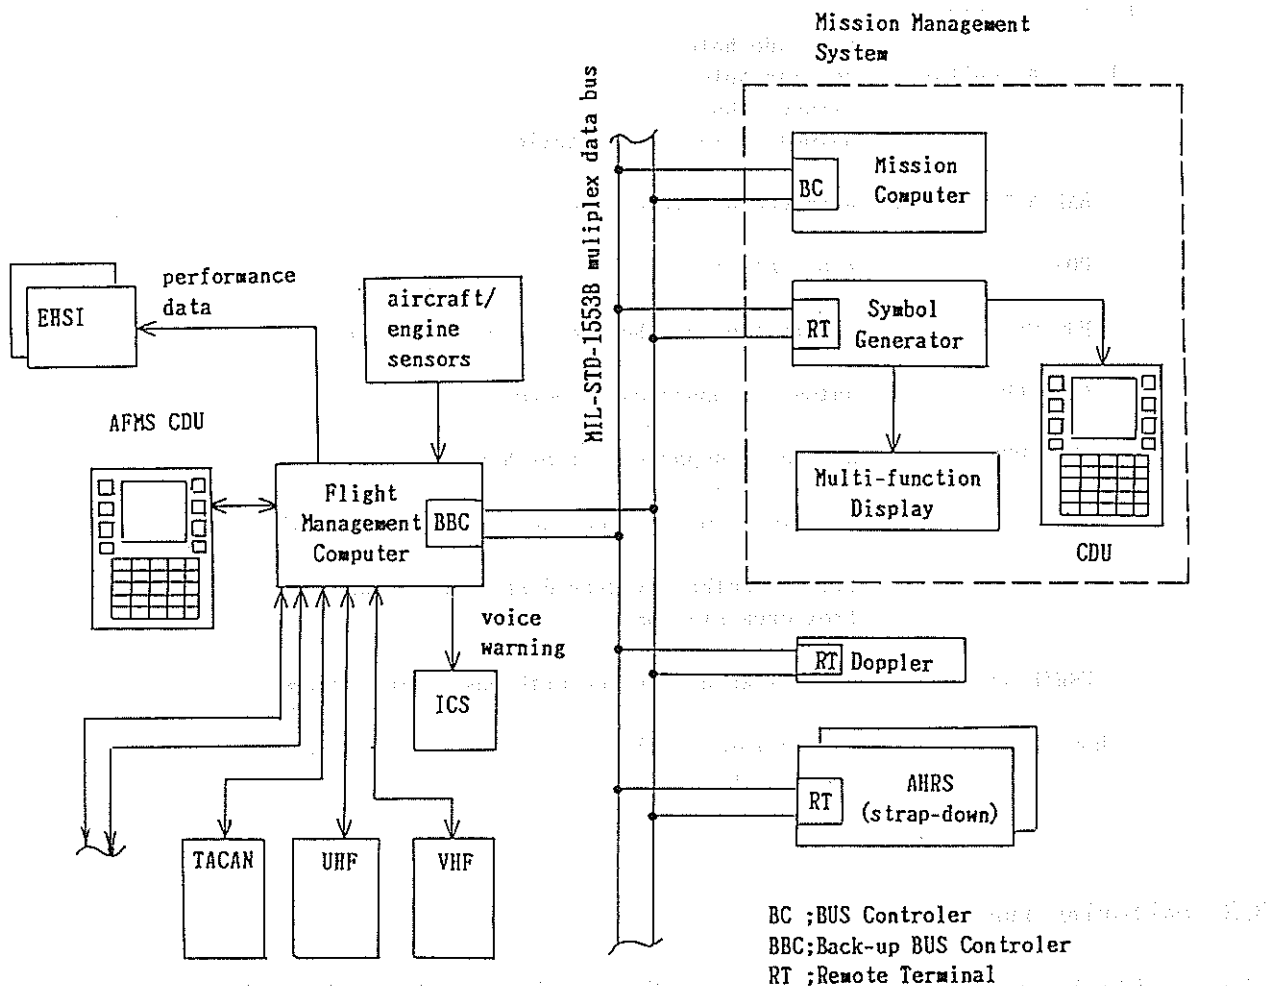 Mission Management
System
MIL-STD-1553B muliplex data bus
BC
Mission
Computer
performance
data
EHSI
aircraft/
engine
sensors
RT
Symbol
Generator
AFMS CDU
Flight
Management
Computer
BBC
Multi-function
Display
CDU
voice
warning
RT Doppler
ICS
RT
AHRS
(strap-down)
TACAN
UHF
VHF
BC ;BUS Controler
BBC;Back-up BUS Controler
RT ;Remote Terminal